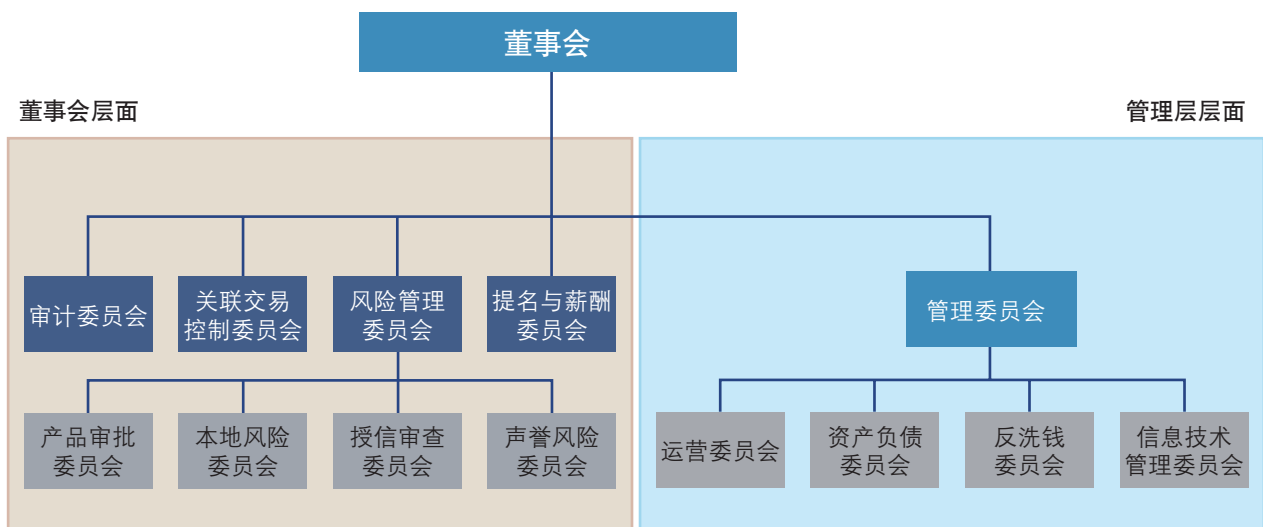 董事会
董事会层面
管理层层面
审计委员会
关联交易
控制委员会
风险管理
委员会
提名与薪酬
委员会
管理委员会
产品审批
委员会
本地风险
委员会
授信审查
委员会
声誉风险
委员会
运营委员会
资产负债
委员会
反洗钱
委员会
信息技术
管理委员会